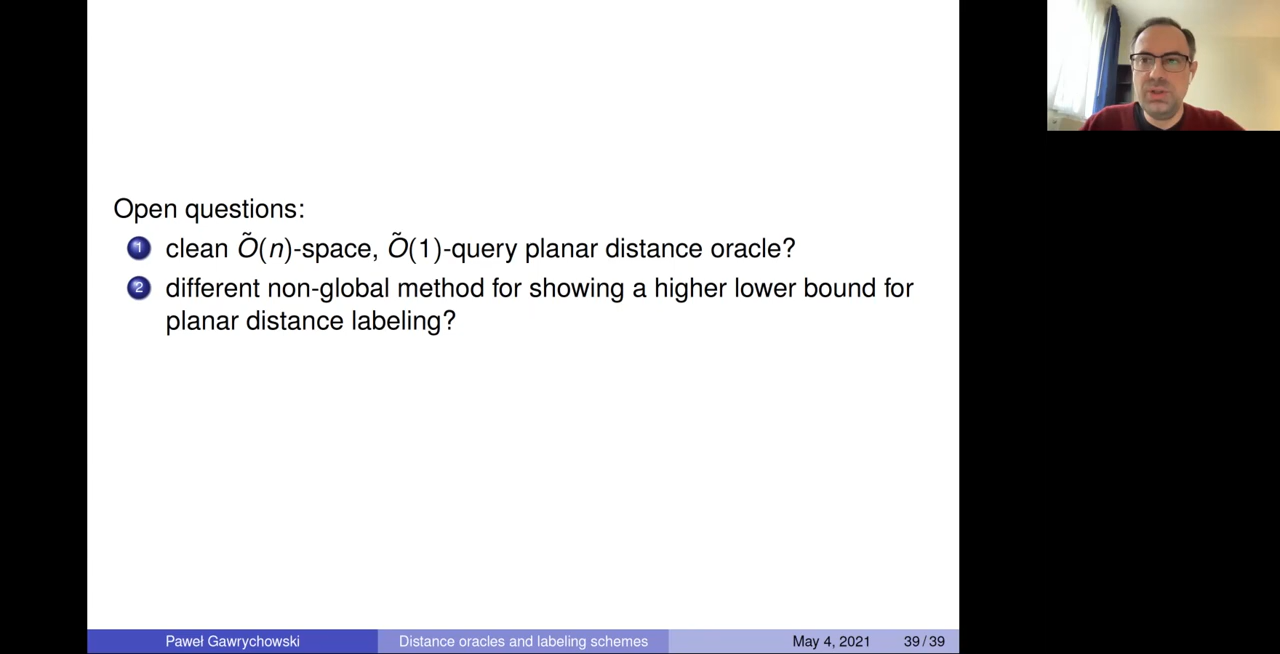 Open questions:
1 clean Õ(n)-space, Õ(1)-query planar distance oracle?
2 different non-global method for showing a higher lower bound for
planar distance labeling?
Paweł Gawrychowski Distance oracles and labeling schemes May 4, 2021 39 / 39